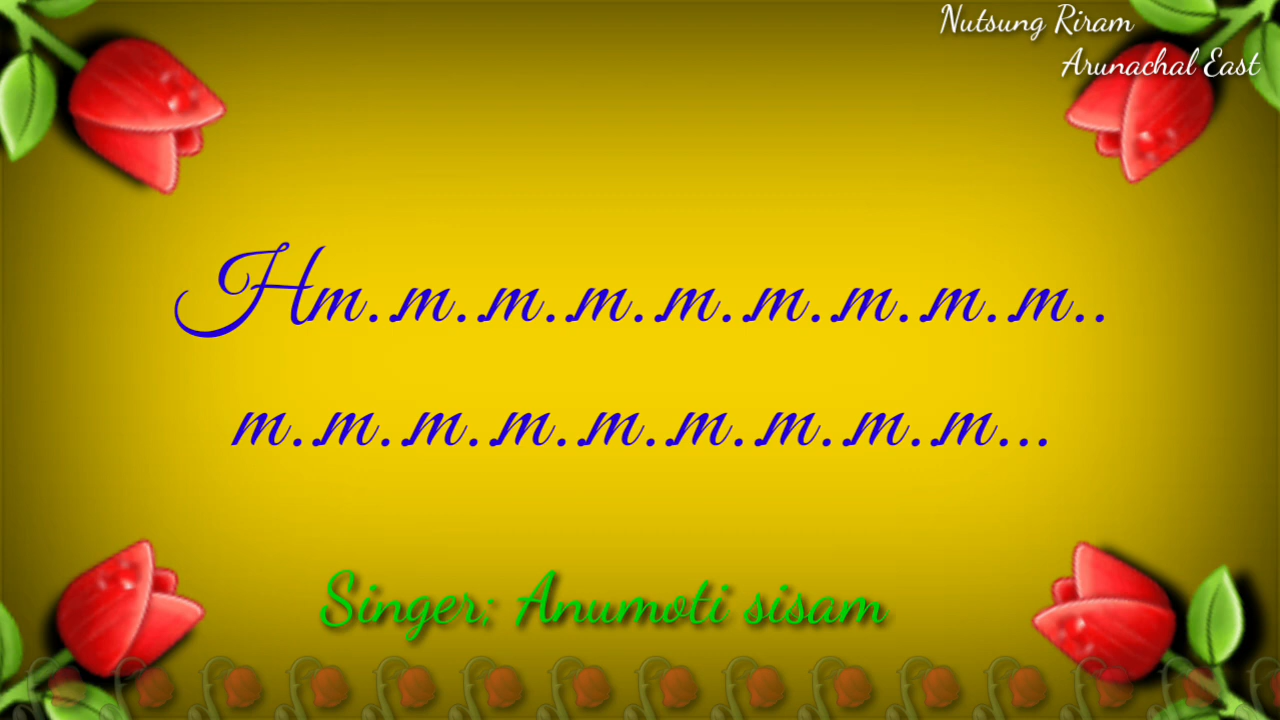 Nutsung Riram
Arunachal East
Hm..m..m..m..m..m..m..m..m..
m..m..m..m..m..m..m..m..m...
Singer; Anumoti sisam